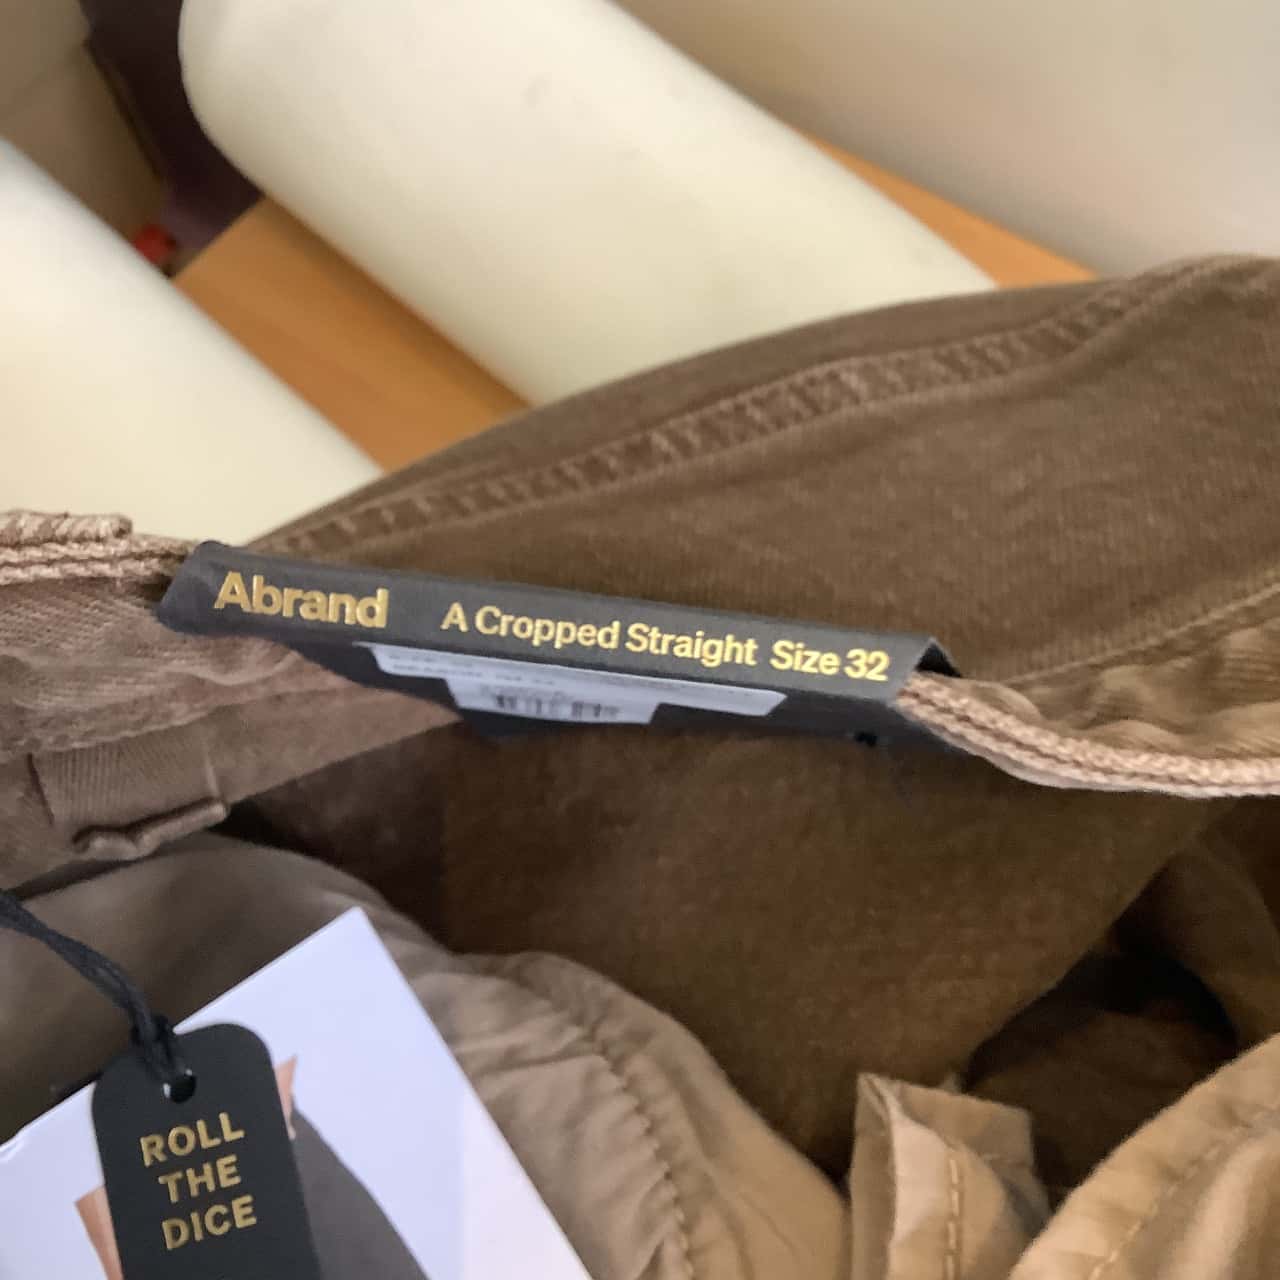 Abrand A Cropped Straight Size 32
ROLL
THE
DICE